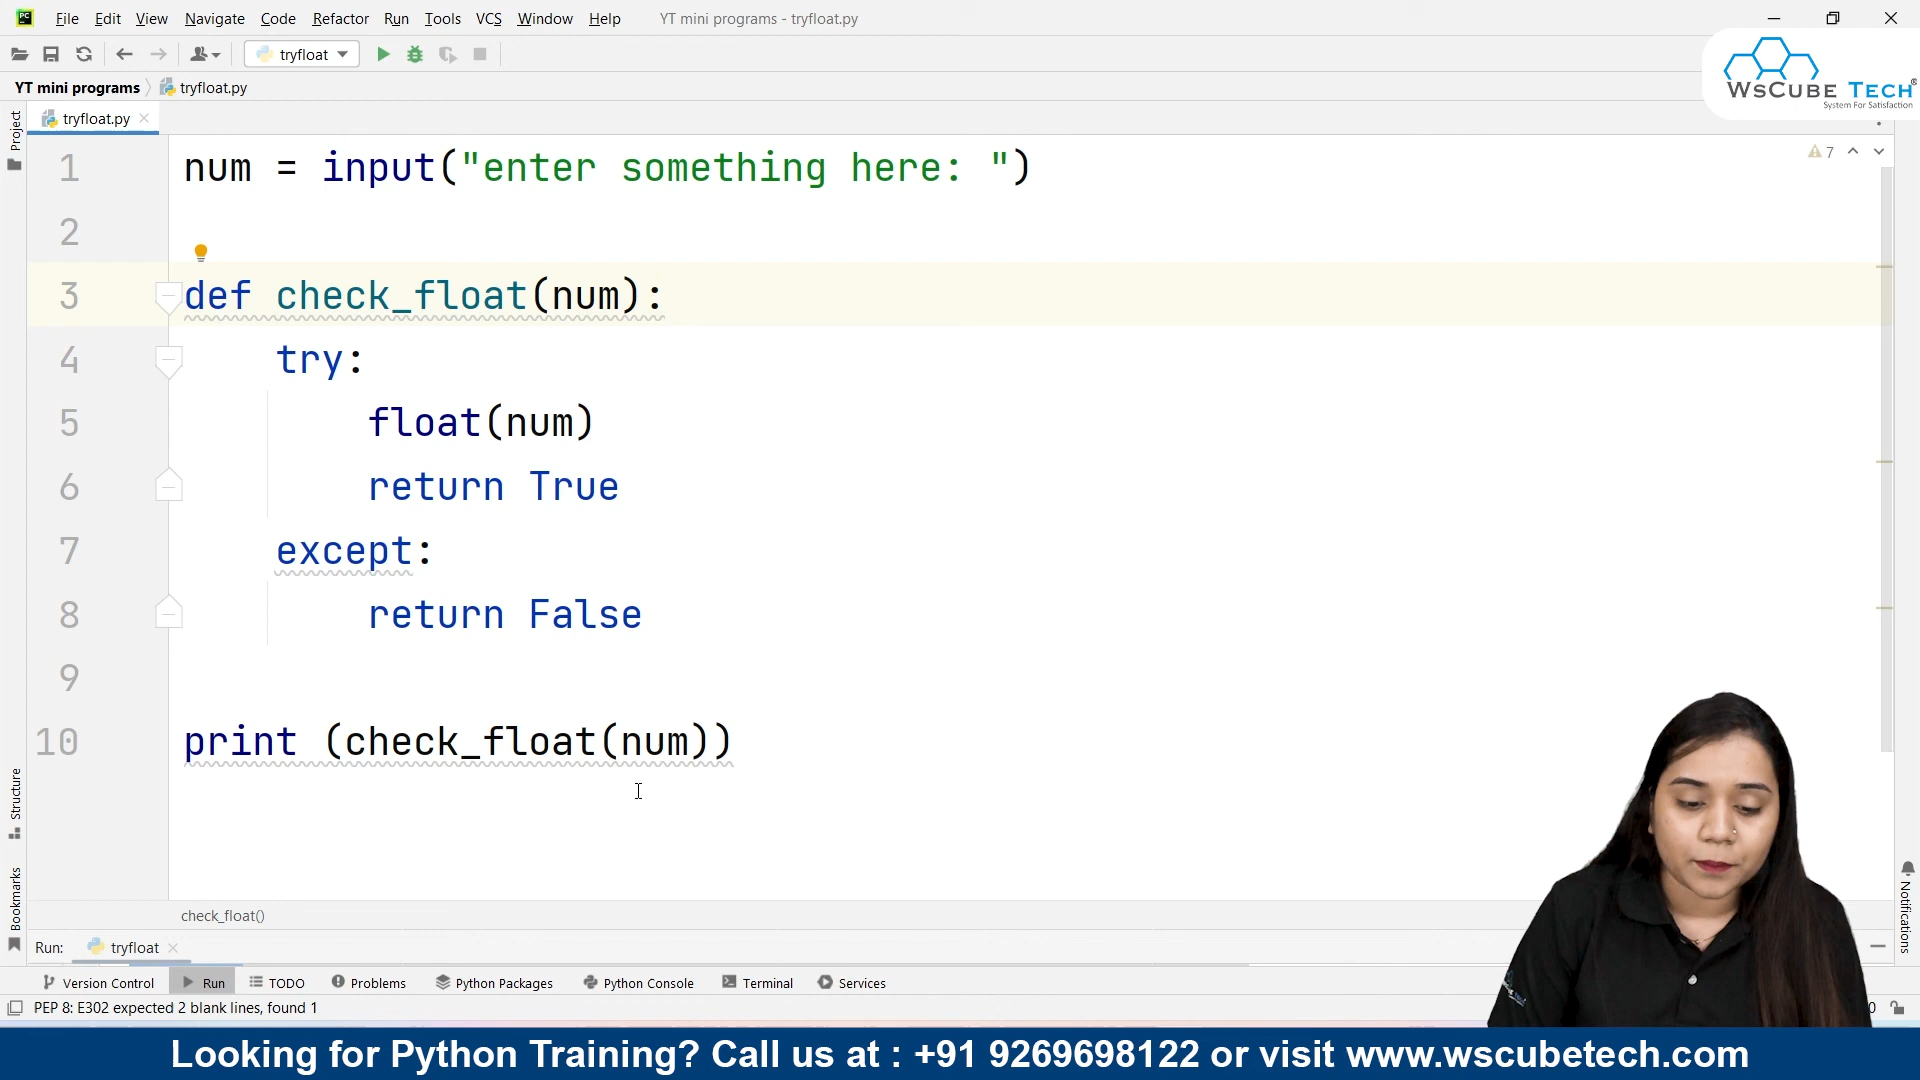 File Edit View Navigate Code Refactor Run Tools VCS Window Help YT mini programs - tryfloat.py
tryfloat
YT mini programs tryfloat.py
WsCube Tech®
System For Satisfaction
Project
tryfloat.py
7
1 num = input("enter something here: ")
2
3 def check_float(num):
4 try:
5 float(num)
6 return True
7 except:
8 return False
9
10 print (check_float(num))
Structure
Bookmarks
Notifications
check_float()
Run: tryfloat
Version Control Run TODO Problems Python Packages Python Console Terminal Services
PEP 8: E302 expected 2 blank lines, found 1
Looking for Python Training? Call us at : +91 9269698122 or visit www.wscubetech.com